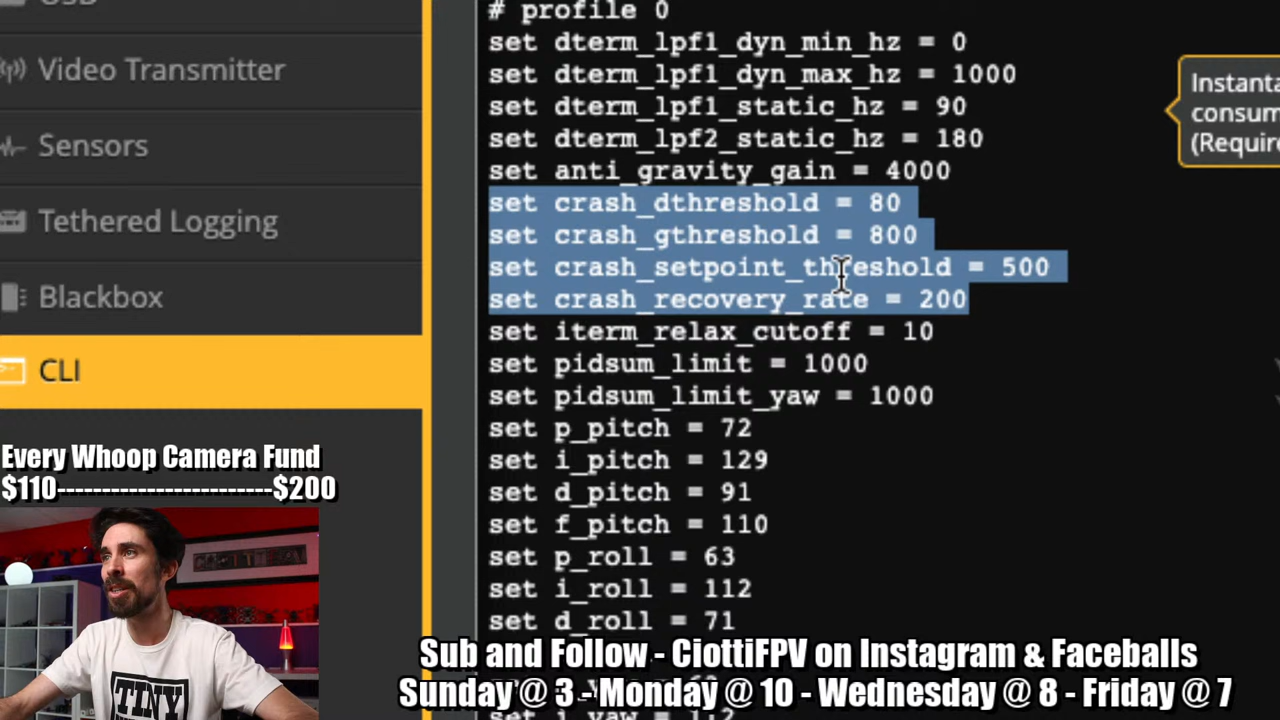 USB
Video Transmitter
Sensors
Tethered Logging
Blackbox
CLI
# profile 0
set dterm_lpf1_dyn_min_hz = 0
set dterm_lpf1_dyn_max_hz = 1000
set dterm_lpf1_static_hz = 90
set dterm_lpf2_static_hz = 180
set anti_gravity_gain = 4000
set crash_dthreshold = 80
set crash_gthreshold = 800
set crash_setpoint_threshold = 500
set crash_recovery_rate = 200
set iterm_relax_cutoff = 10
set pidsum_limit = 1000
set pidsum_limit_yaw = 1000
set p_pitch = 72
set i_pitch = 129
set d_pitch = 91
set f_pitch = 110
set p_roll = 63
set i_roll = 112
set d_roll = 71
Instanta
consum
(Require
Every Whoop Camera Fund
$110------------------------$200
TINY
Sub and Follow - CiottiFPV on Instagram & Faceballs
Sunday @ 3 - Monday @ 10 - Wednesday @ 8 - Friday @ 7